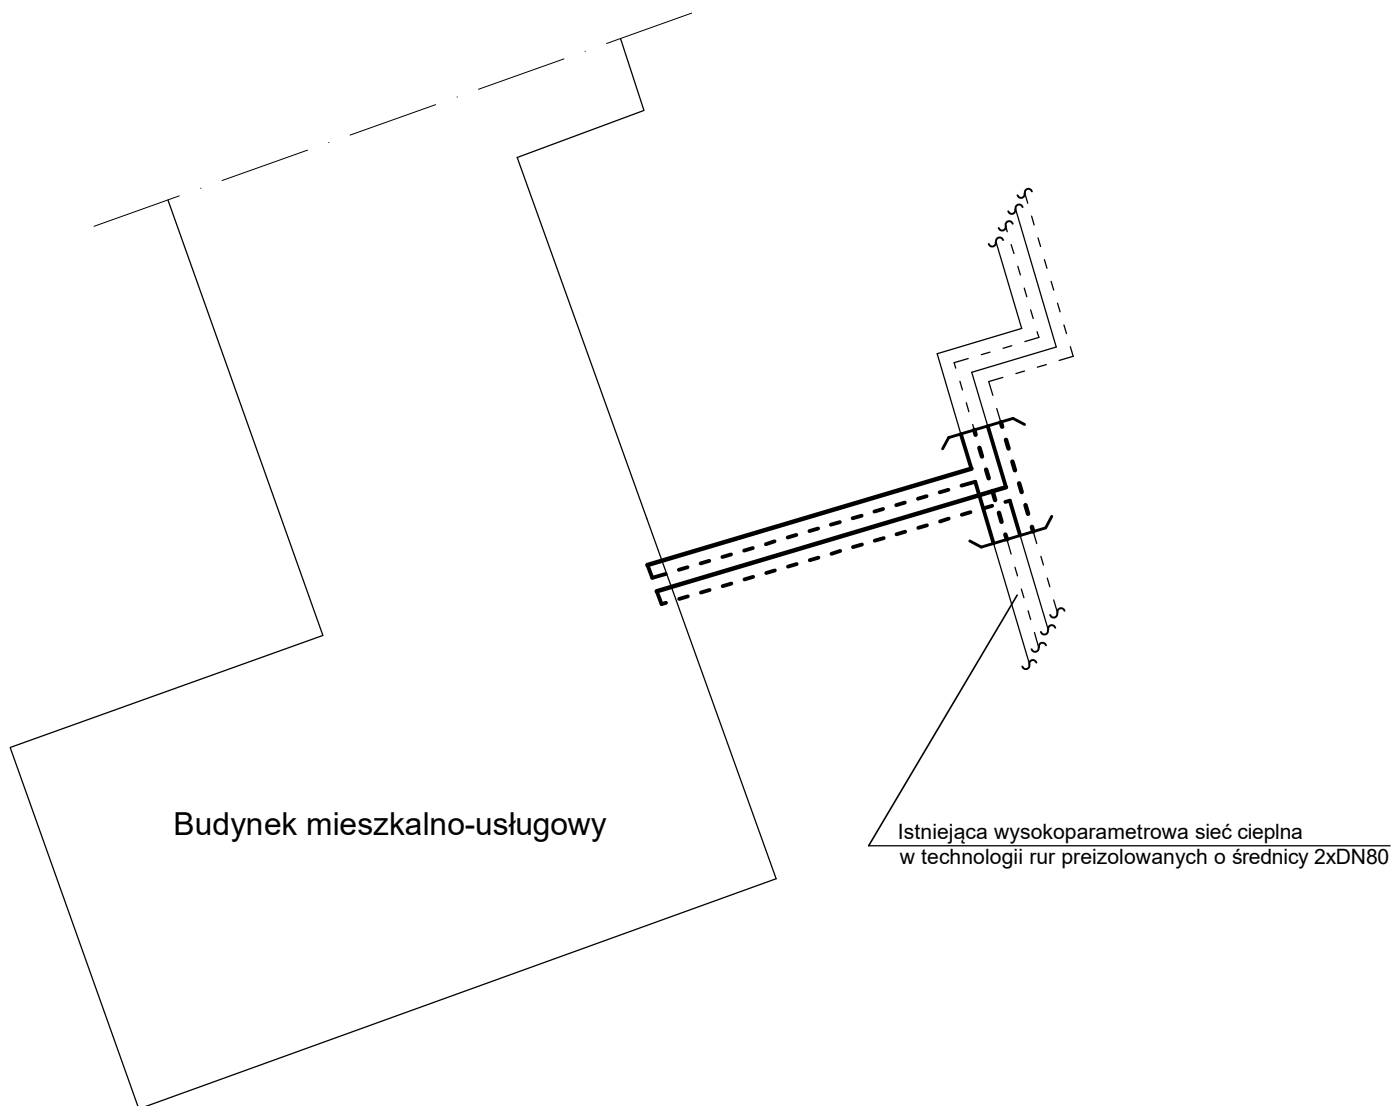 Budynek mieszkalno-usługowy
Istniejąca wysokoparametrowa sieć cieplna
w technologii rur preizolowanych o średnicy 2xDN80